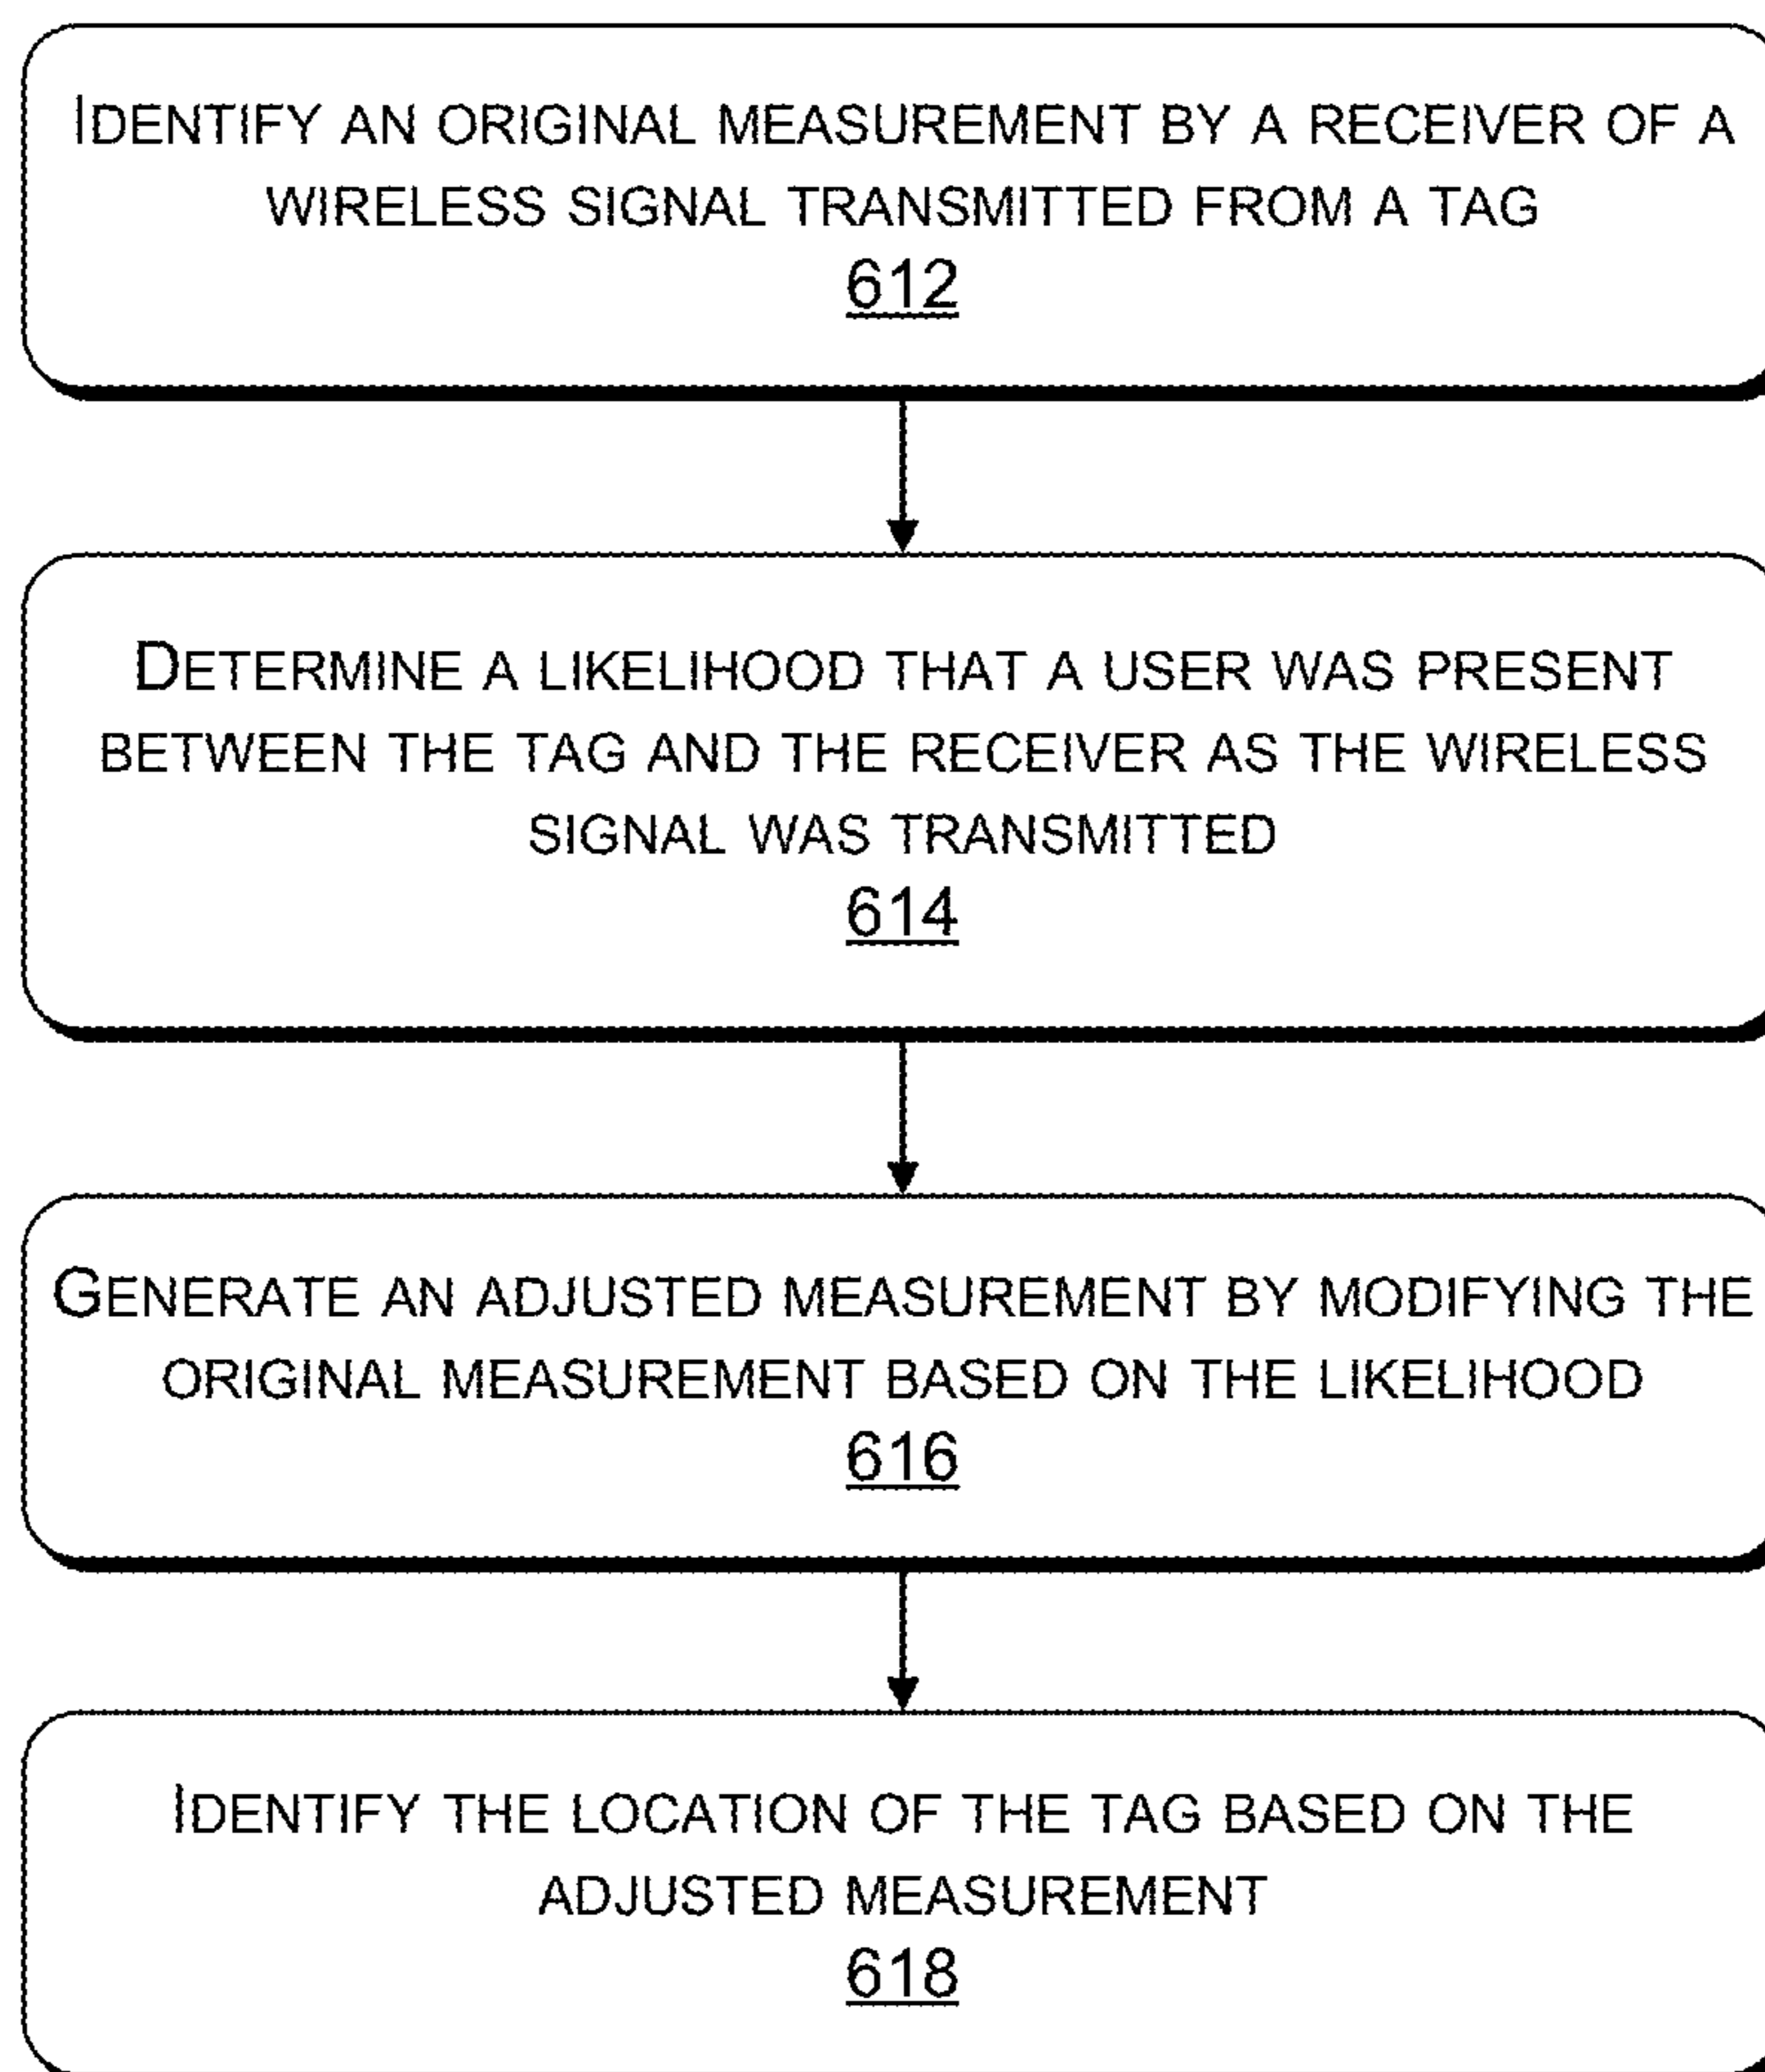 IDENTIFY AN ORIGINAL MEASUREMENT BY A RECEIVER OF A
WIRELESS SIGNAL TRANSMITTED FROM A TAG
612
DETERMINE A LIKELIHOOD THAT A USER WAS PRESENT
BETWEEN THE TAG AND THE RECEIVER AS THE WIRELESS
SIGNAL WAS TRANSMITTED
614
GENERATE AN ADJUSTED MEASUREMENT BY MODIFYING THE
ORIGINAL MEASUREMENT BASED ON THE LIKELIHOOD
616
IDENTIFY THE LOCATION OF THE TAG BASED ON THE
ADJUSTED MEASUREMENT
618